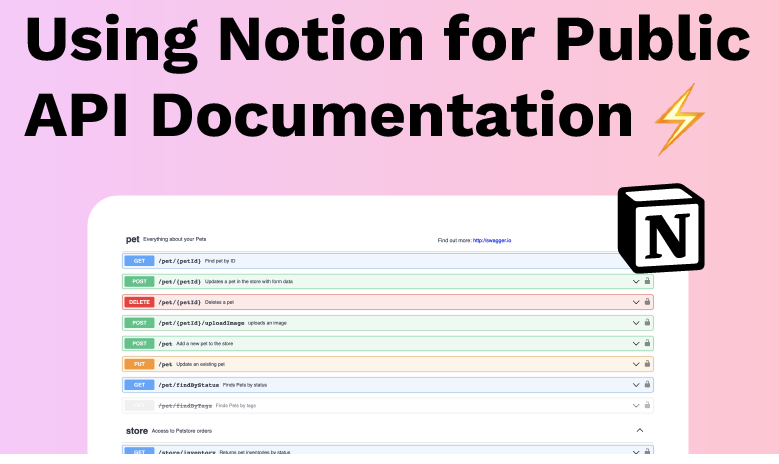 Using Notion for Public
API Documentation
N
pet Everything about your Pets Find out more: http://swagger.io
GET /pet/{petId} Find pet by ID
POST /pet/{petId} Updates a pet in the store with form data
DELETE /pet/{petId} Deletes a pet
POST /pet/{petId}/uploadImage uploads an image
POST /pet Add a new pet to the store
PUT /pet Update an existing pet
GET /pet/findByStatus Finds Pets by status
/pet/findByTags Finds Pets by tags
store Access to Petstore orders
GET /store/inventory Returns pet inventories by status